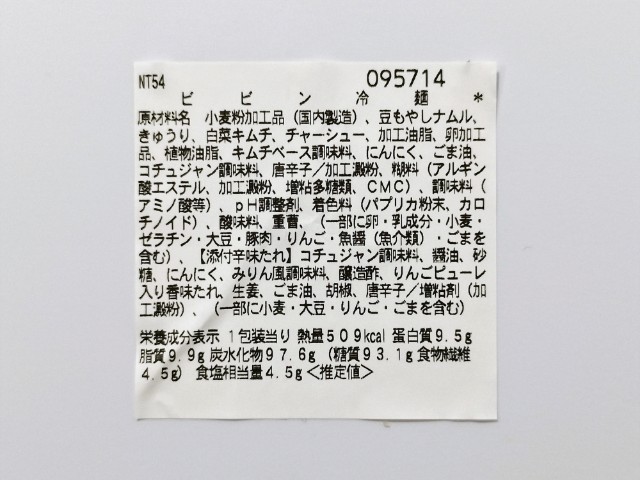 NT54 095714
ビビン冷麺*
原材料名 小麦粉加工品(国内製造)、豆もやしナムル、
きゅうり、白菜キムチ、チャーシュー、加工油脂、卵加工
品、植物油脂、キムチベース調味料、にんにく、ごま油、
コチュジャン調味料、唐辛子/加工澱粉、糊料(アルギン
酸エステル、加工澱粉、増粘多糖類、CMC)、調味料(
アミノ酸等)、pH調整剤、着色料(パプリカ粉末、カロ
チノイド)、酸味料、重曹、(一部に卵・乳成分・小麦・
ゼラチン・大豆・豚肉・りんご・魚醤(魚介類)・ごまを
含む)、【添付辛味たれ】コチュジャン調味料、醤油、砂
糖、にんにく、みりん風調味料、醸造酢、りんごピューレ
入り香味たれ、生姜、ごま油、胡椒、唐辛子/増粘剤(加
工澱粉)、(一部に小麦・大豆・りんご・ごまを含む)
栄養成分表示 1包装当り 熱量509kcal 蛋白質9.5g
脂質9.9g 炭水化物97.6g (糖質93.1g 食物繊維
4.5g) 食塩相当量4.5g<推定値>